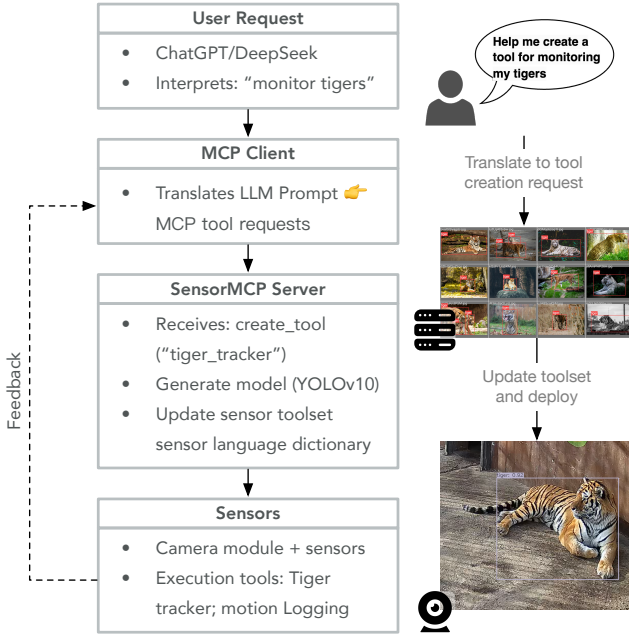 User Request
ChatGPT/DeepSeek
Interprets: “monitor tigers”
MCP Client
Translates LLM Prompt 👉
MCP tool requests
SensorMCP Server
Receives: create_tool
(“tiger_tracker”)
Generate model (YOLOv10)
Update sensor toolset
sensor language dictionary
Sensors
Camera module + sensors
Execution tools: Tiger
tracker; motion Logging
Feedback
Help me create a
tool for monitoring
my tigers
Translate to tool
creation request
Update toolset
and deploy